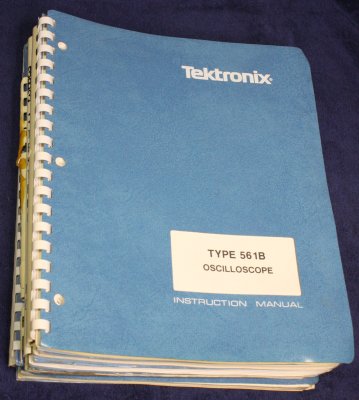 Tektronix®
TYPE 561B
OSCILLOSCOPE
INSTRUCTION MANUAL